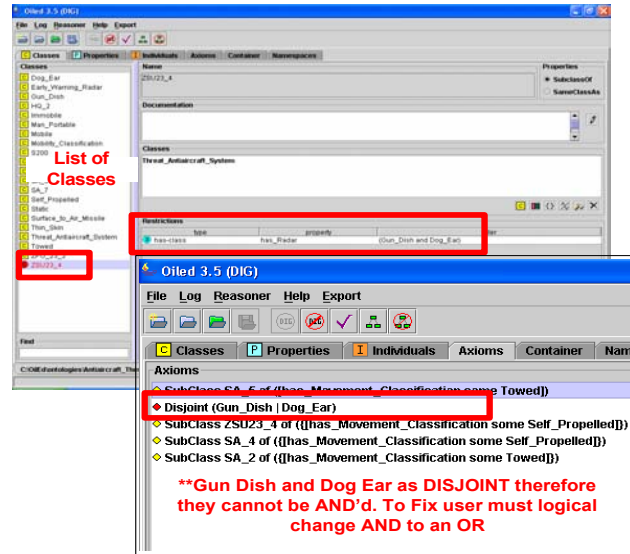 Oiled 3.5 (DIG)
File Log Reasoner Help Export
Classes Properties Individuals Axioms Container Namespaces
Classes
Dog_Ear
Early_Warning_Radar
Gun_Dish
HQ_2
Immobile
Man_Portable
Mobile
Mobility_Classification
S200
List of
Classes
SA_7
Self_Propelled
Static
Surface_to_Air_Missile
Thin_Skin
Threat_Antiaircraft_System
Towed
ZSU23_4
Find
Name
ZSU23_4
Properties
SubclassOf
SameClassAs
Documentation
Classes
Threat_Antiaircraft_System
Restrictions
type property
has-class has_Radar (Gun_Dish and Dog_Ear)
Oiled 3.5 (DIG)
File Log Reasoner Help Export
C Classes P Properties I Individuals Axioms Container Nam
Axioms
SubClass SA_6 of ([has_Movement_Classification some Towed])
Disjoint (Gun_Dish | Dog_Ear)
SubClass ZSU23_4 of ({[has_Movement_Classification some Self_Propelled]})
SubClass SA_4 of ({[has_Movement_Classification some Self_Propelled]})
SubClass SA_2 of ({[has_Movement_Classification some Towed]})
**Gun Dish and Dog Ear as DISJOINT therefore
they cannot be AND'd. To Fix user must logical
change AND to an OR